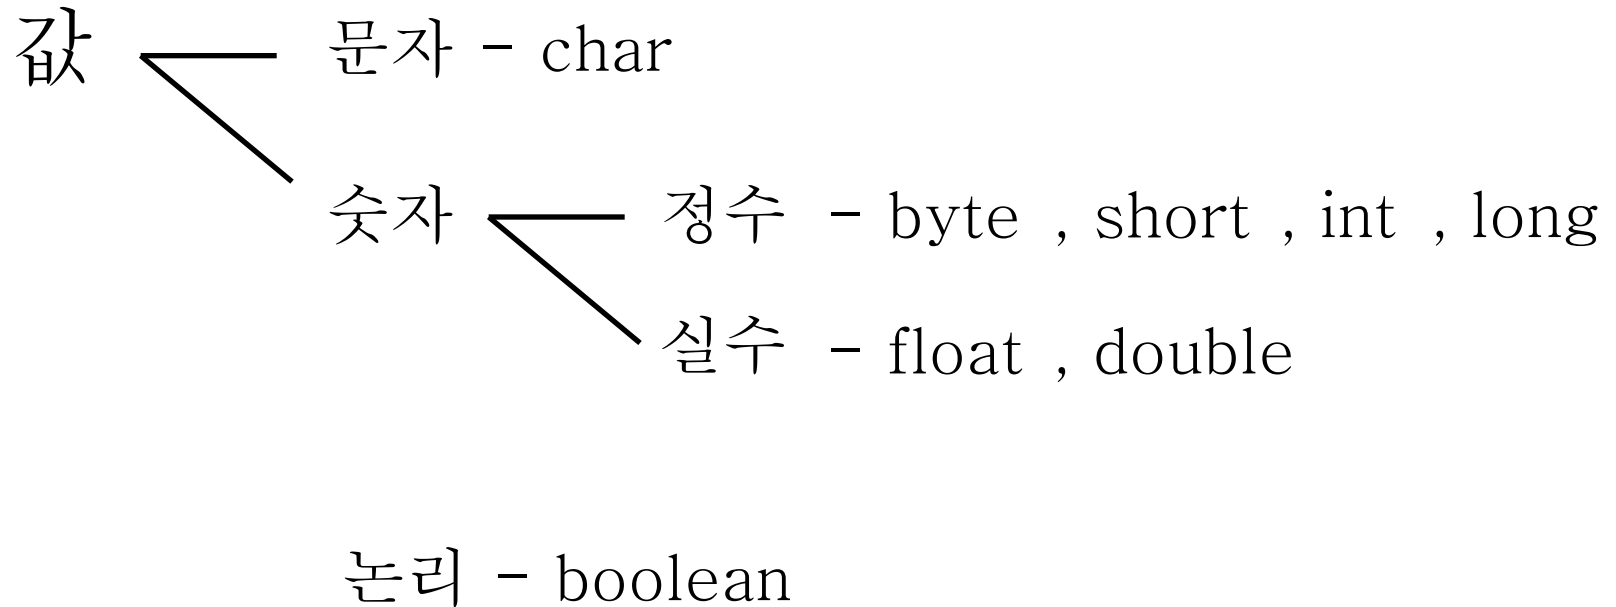 값 문자 - char
숫자 정수 - byte , short , int , long
실수 - float , double
논리 - boolean